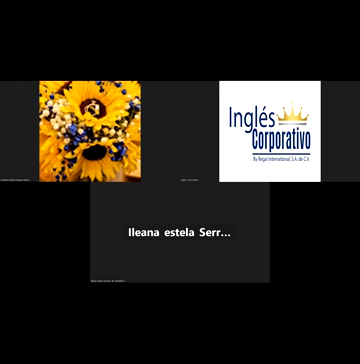 Inglés
Corporativo
By Regal International, S.A. de C.V.
Ileana estela Serr...